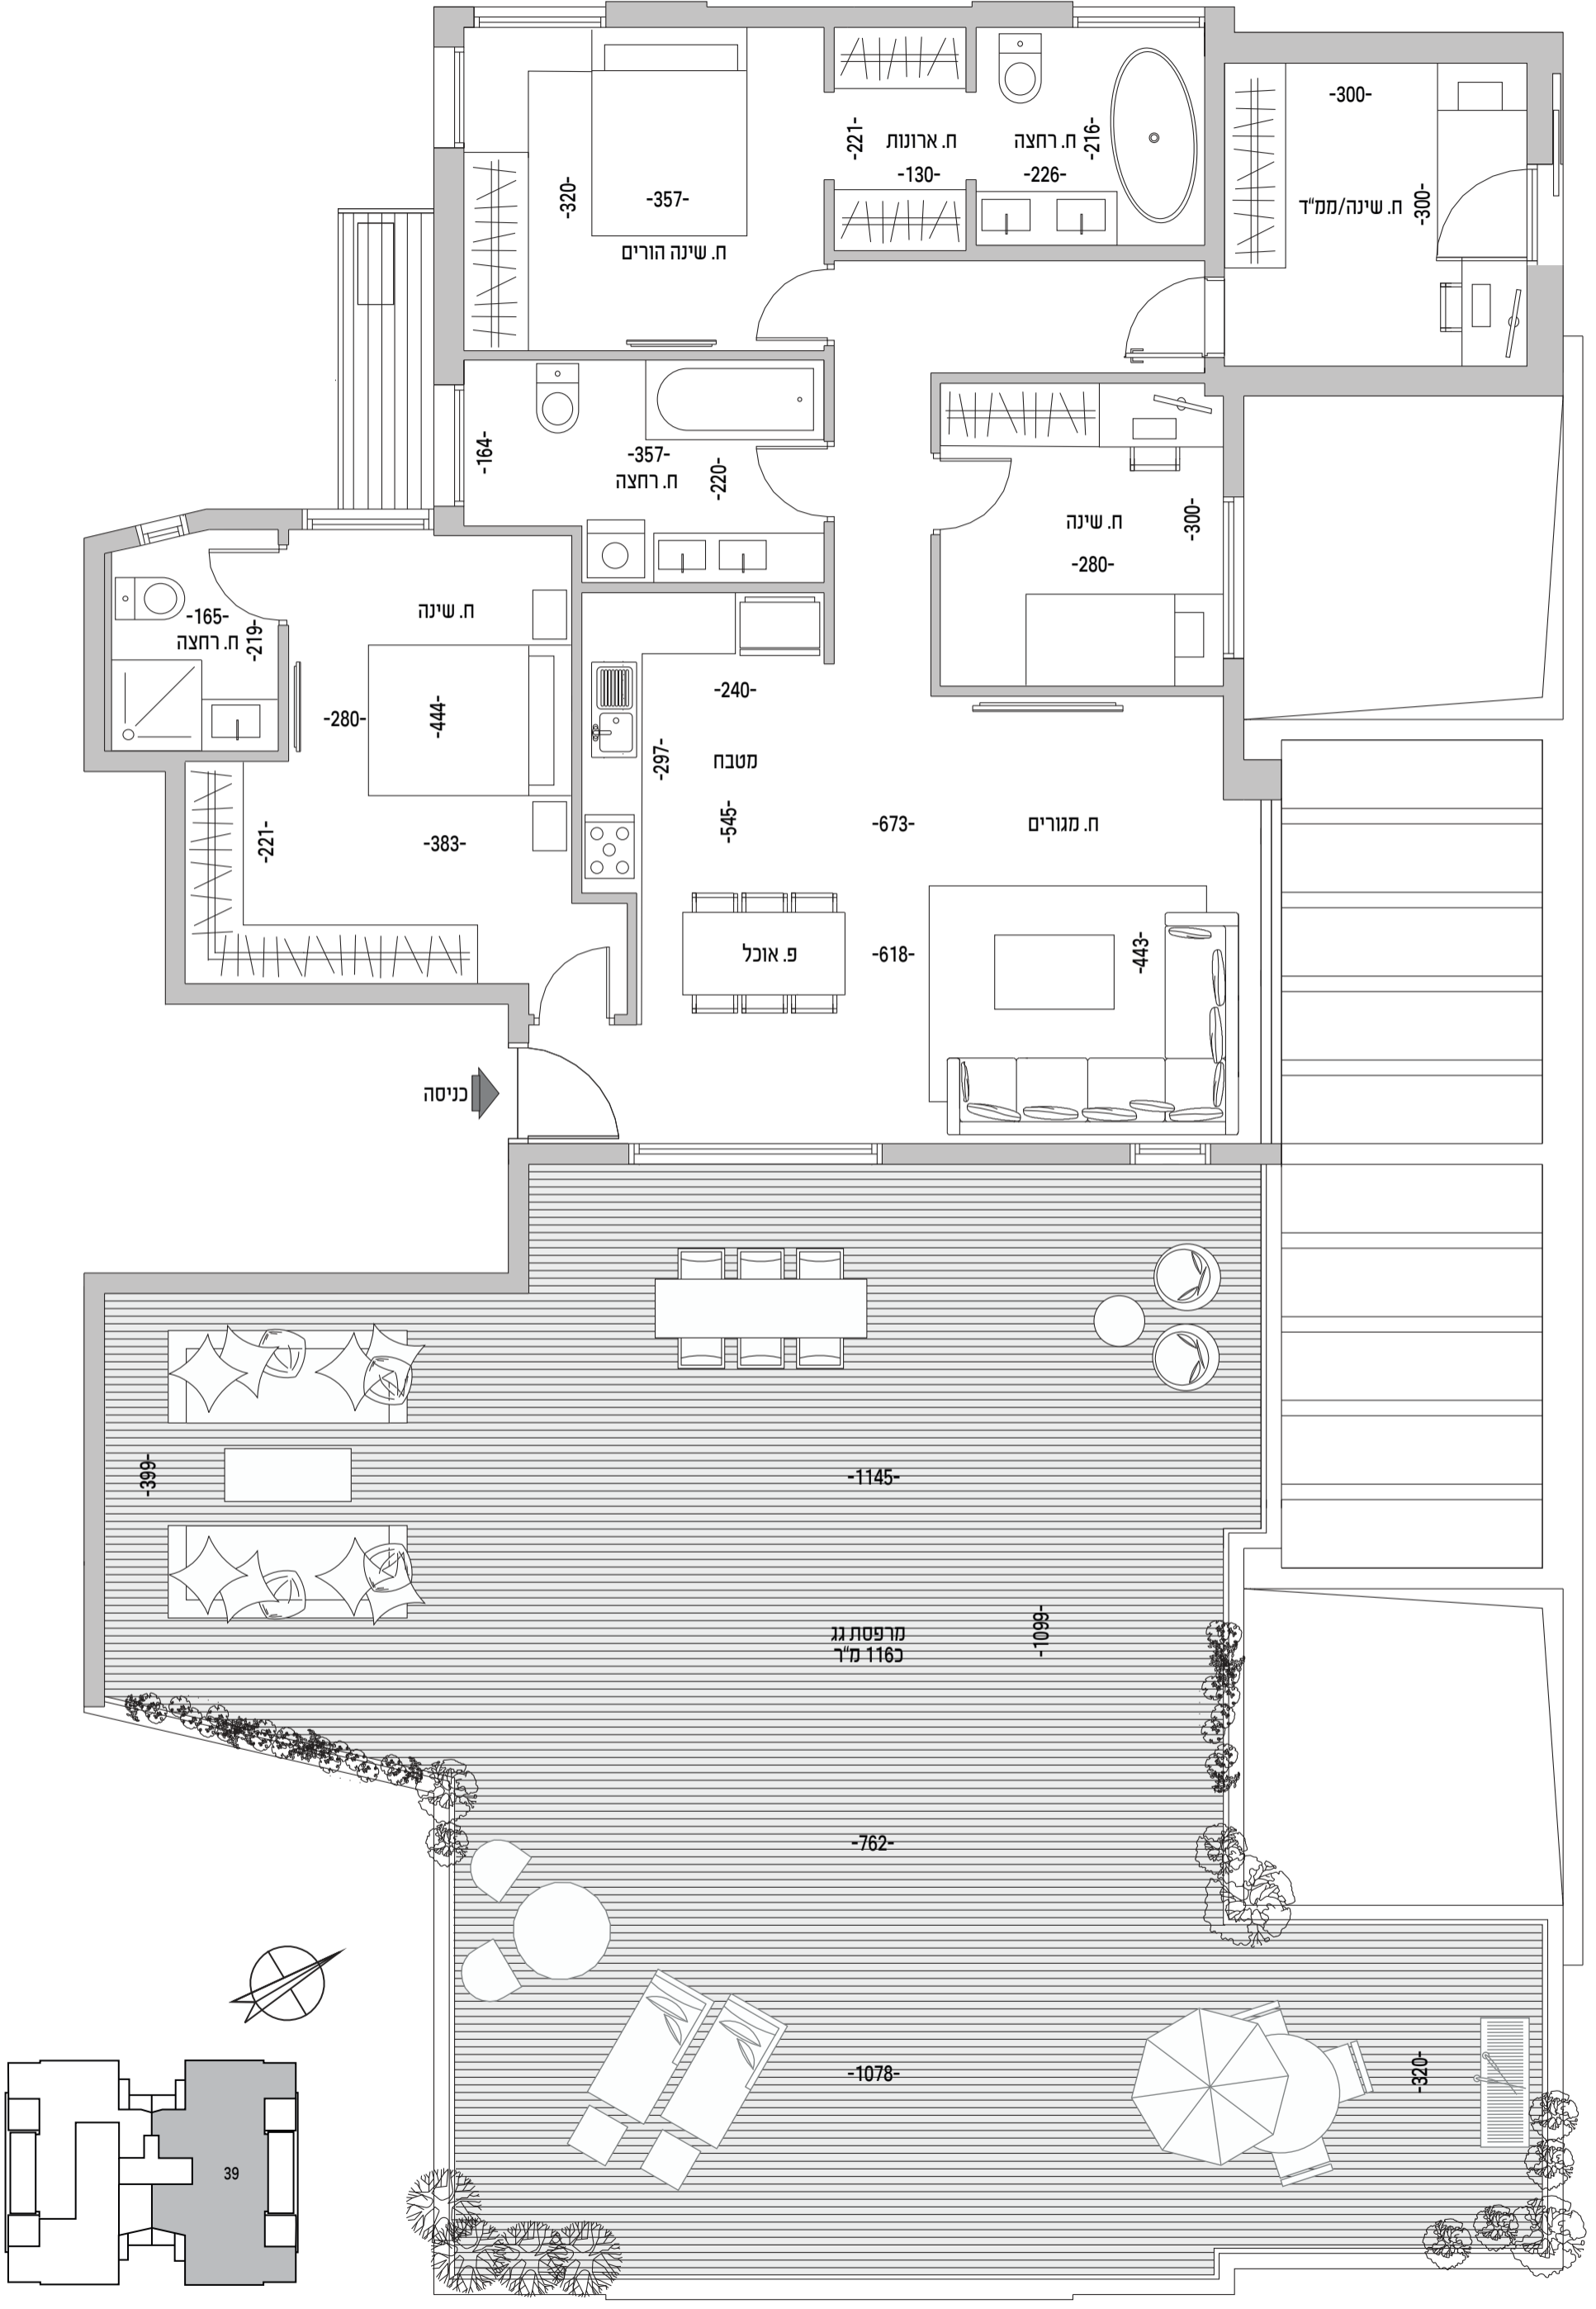 -300-
-300-
ח. שינה/ממ"ד
-216-
ח. רחצה
-226-
ח. ארונות
-130-
-221-
-357-
-320-
ח. שינה הורים
-164-
-357-
ח. רחצה
-220-
ח. שינה
-300-
-280-
ח. שינה
-165-
ח. רחצה
-219-
-280-
-444-
-383-
-221-
-240-
-297-
מטבח
-545-
-673-
ח. מגורים
פ. אוכל
-618-
-443-
כניסה
-399-
-1145-
מרפסת גג
כ116 מ"ר
-1099-
-762-
-1078-
-320-
39